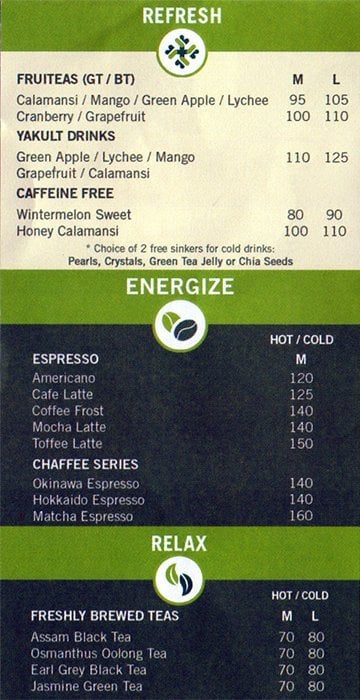 REFRESH
FRUITEAS (GT / BT) M L
Calamansi / Mango / Green Apple / Lychee 95 105
Cranberry / Grapefruit 100 110
YAKULT DRINKS
Green Apple / Lychee / Mango 110 125
Grapefruit / Calamansi
CAFFEINE FREE
Wintermelon Sweet 80 90
Honey Calamansi 100 110
* Choice of 2 free sinkers for cold drinks:
Pearls, Crystals, Green Tea Jelly or Chia Seeds
ENERGIZE
HOT / COLD
ESPRESSO M
Americano 120
Cafe Latte 125
Coffee Frost 140
Mocha Latte 140
Toffee Latte 150
CHAFFEE SERIES
Okinawa Espresso 140
Hokkaido Espresso 140
Matcha Espresso 160
RELAX
HOT / COLD
FRESHLY BREWED TEAS M L
Assam Black Tea 70 80
Osmanthus Oolong Tea 70 80
Earl Grey Black Tea 70 80
Jasmine Green Tea 70 80